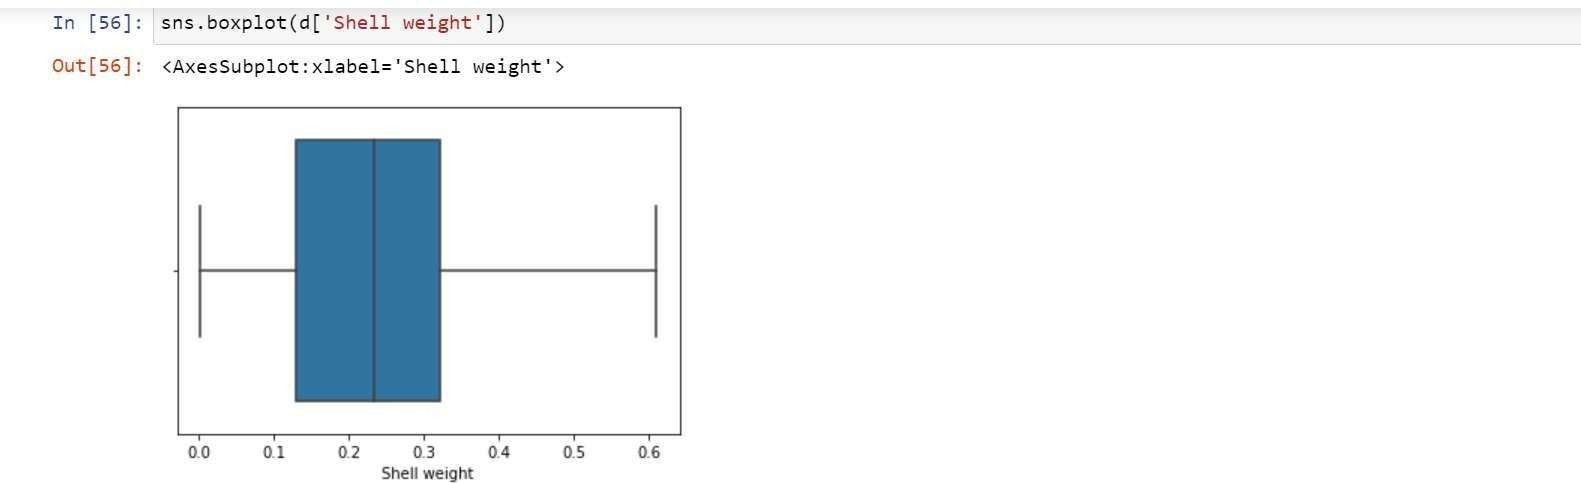 In [56]: sns.boxplot(d['Shell weight'])
Out[56]: <AxesSubplot:xlabel='Shell weight'>
0.0 0.1 0.2 0.3 0.4 0.5 0.6
Shell weight